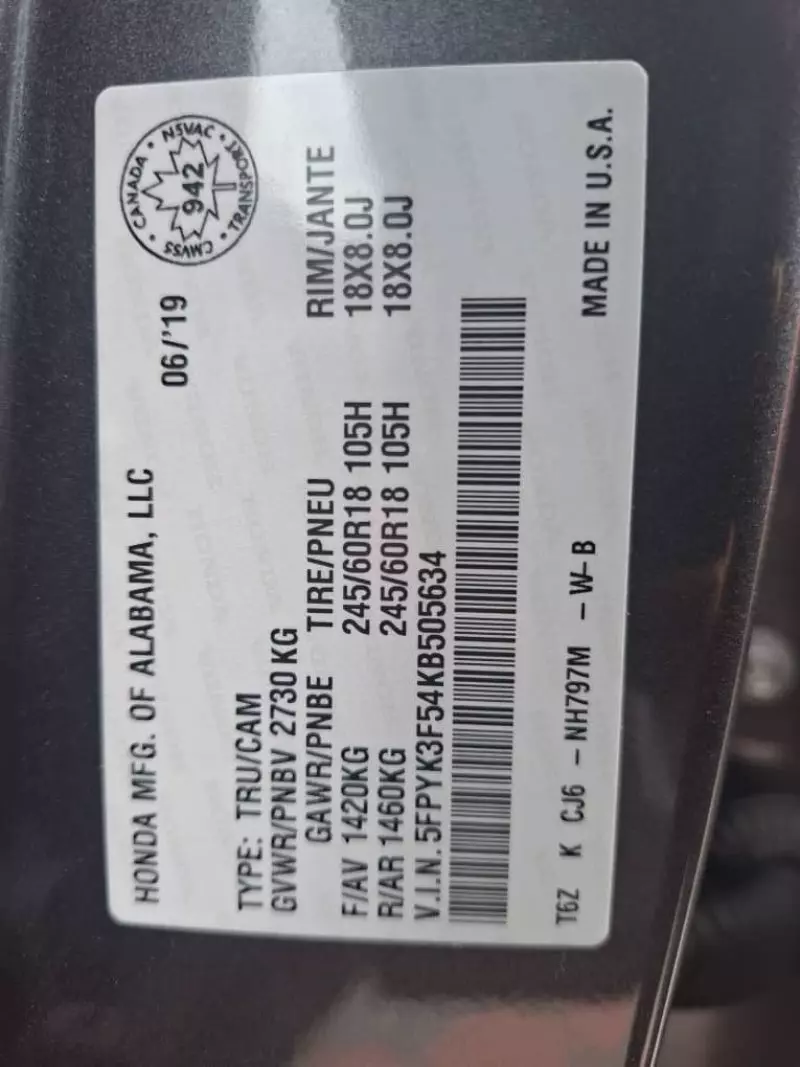 HONDA MFG. OF ALABAMA, LLC 06/'19
CANADA • NSVAC • TRANSPORT • CMVSS •
942
TYPE: TRU/CAM
GVWR/PNBV 2730KG
GAWR/PNBE TIRE/PNEU RIM/JANTE
F/AV 1420KG 245/60R18 105H 18X8.0J
R/AR 1460KG 245/60R18 105H 18X8.0J
V.I.N. 5FPYK3F54KB505634
T6Z K CJ6 - NH797M - W-B MADE IN U.S.A.